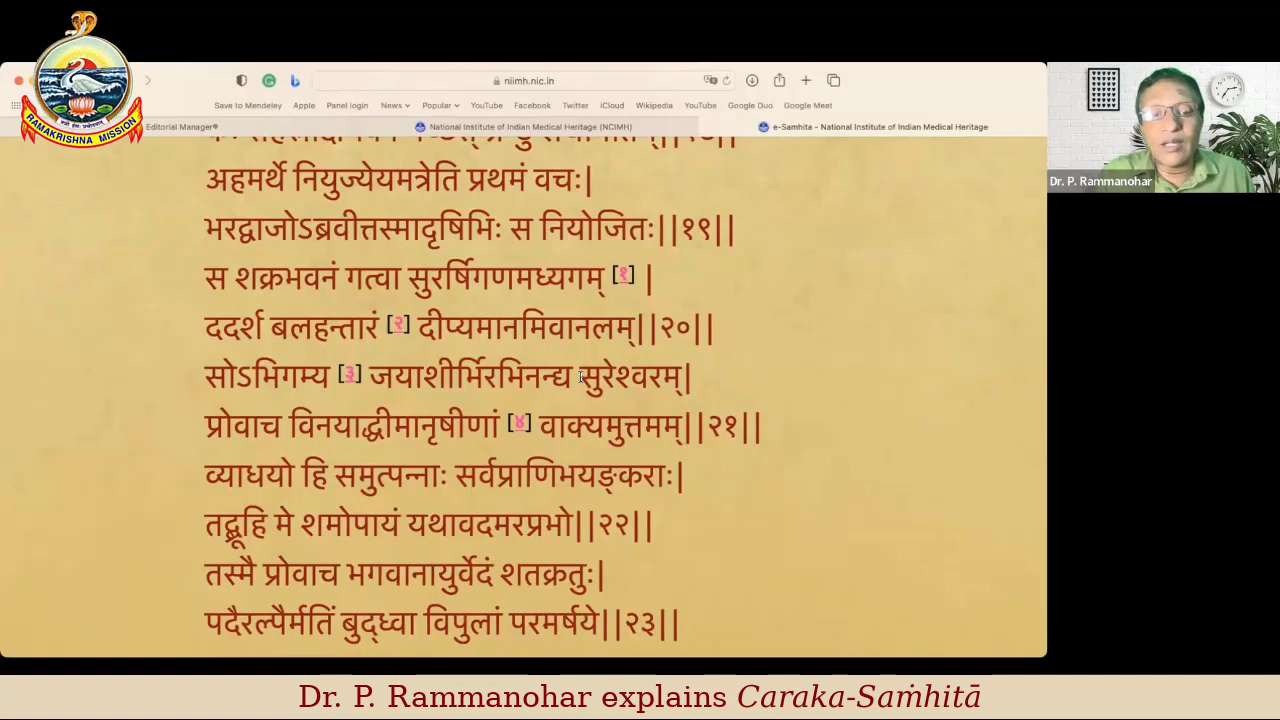 niimh.nic.in
Save to Mendeley Apple Panel login News Popular YouTube Facebook Twitter iCloud Wikipedia YouTube Google Duo Google Meet
Editorial Manager® National Institute of Indian Medical Heritage (NCIMH) e-Samhita - National Institute of Indian Medical Heritage
RAMAKRISHNA MISSION
अहमर्थे नियुज्येयमत्रेति प्रथमं वचः|
भरद्वाजोऽब्रवीत्तस्मादृषिभिः स नियोजितः||१९||
स शक्रभवनं गत्वा सुरर्षिगणमध्यगम् [१] |
ददर्श बलहन्तारं [२] दीप्यमानमिवानलम्||२०||
सोऽभिगम्य [३] जयाशीर्भिरभिनन्द्य सुरेश्वरम्|
प्रोवाच विनयाद्धीमानृषीणां [४] वाक्यमुत्तमम्||२१||
व्याधयो हि समुत्पन्नाः सर्वप्राणिभयङ्कराः|
तद्ब्रूहि मे शमोपायं यथावदमरप्रभो||२२||
तस्मै प्रोवाच भगवानायुर्वेदं शतक्रतुः|
पदैरल्पैर्मतिं बुद्ध्वा विपुलां परमर्षये||२३||
Dr. P. Rammanohar
Dr. P. Rammanohar explains Caraka-Saṁhitā